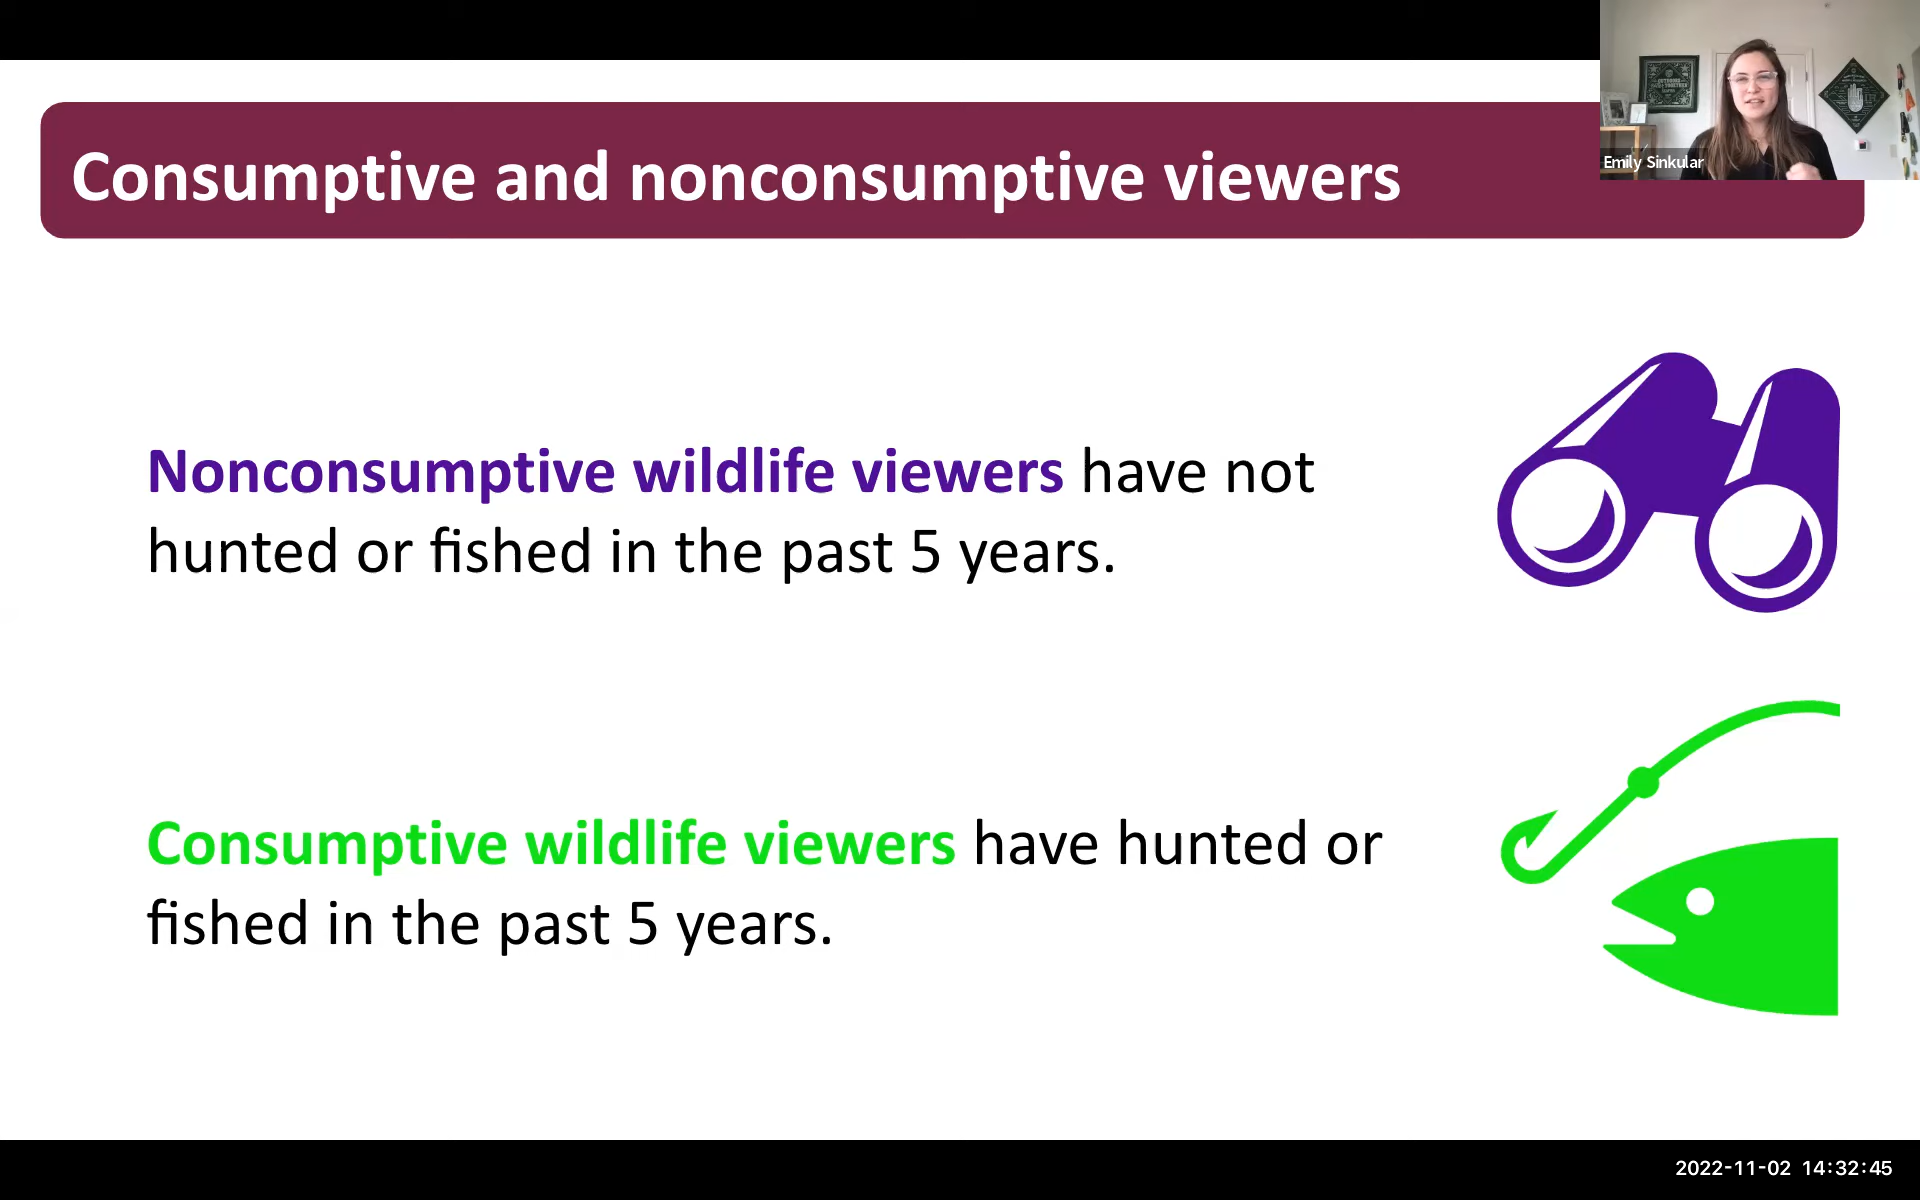 Consumptive and nonconsumptive viewers
Emily Sinkular
Nonconsumptive wildlife viewers have not
hunted or fished in the past 5 years.
Consumptive wildlife viewers have hunted or
fished in the past 5 years.
2022-11-02 14:32:45